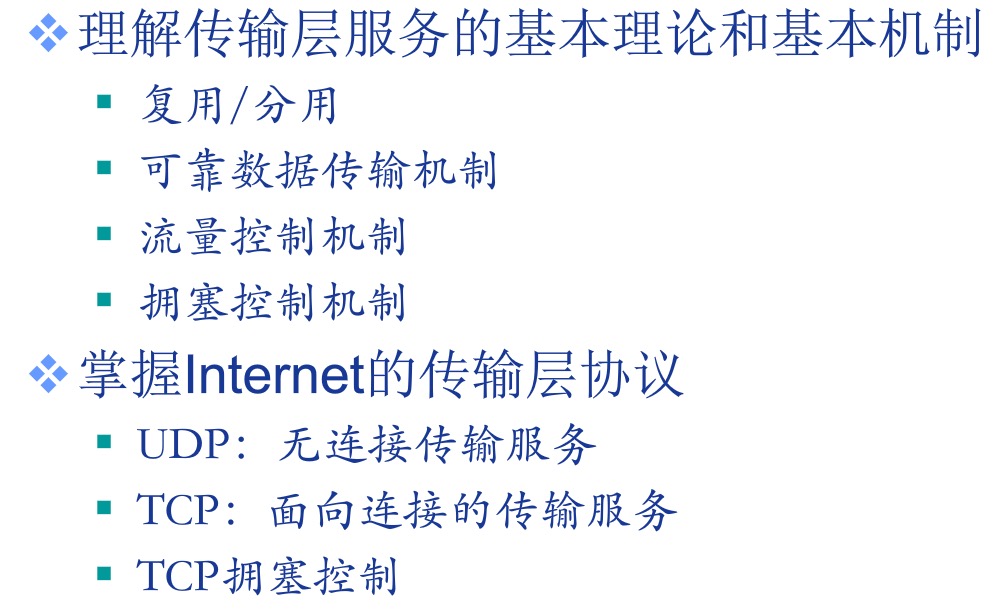 理解传输层服务的基本理论和基本机制
复用/分用
可靠数据传输机制
流量控制机制
拥塞控制机制
掌握Internet的传输层协议
UDP：无连接传输服务
TCP：面向连接的传输服务
TCP拥塞控制